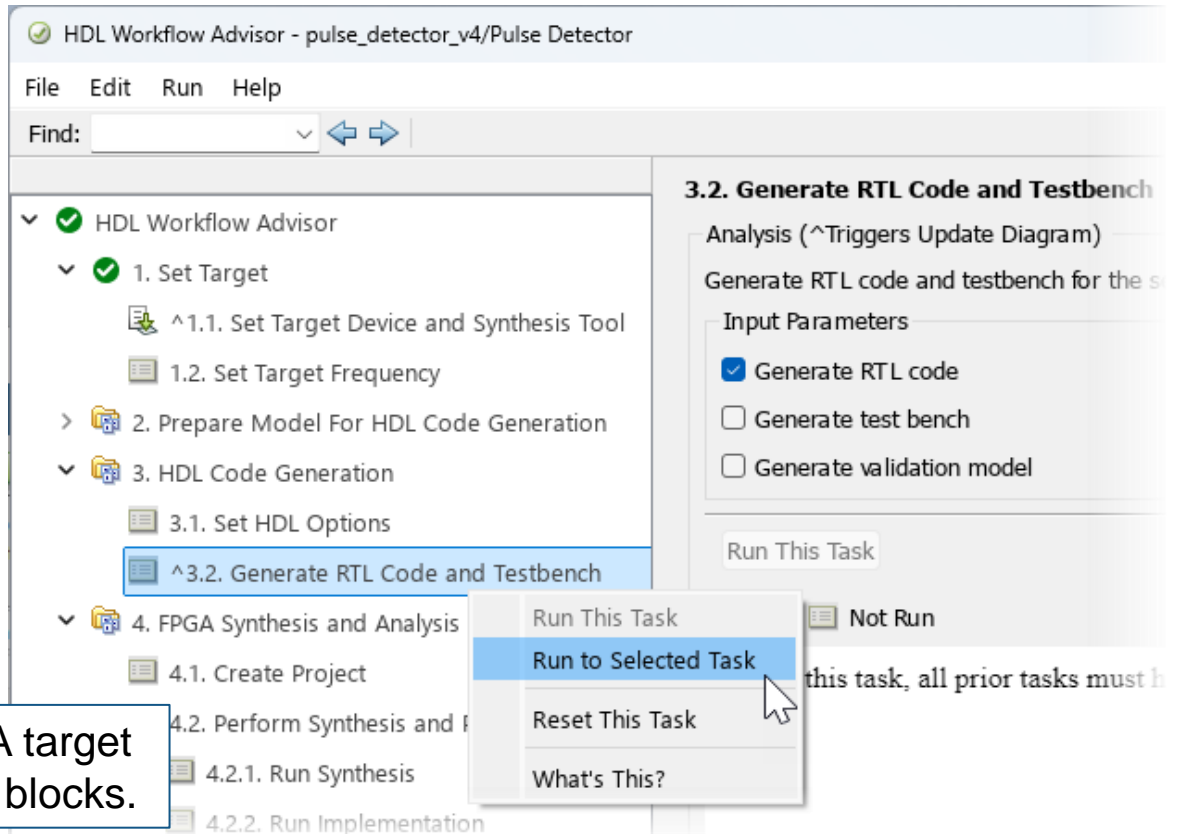 HDL Workflow Advisor - pulse_detector_v4/Pulse Detector
File Edit Run Help
Find:
HDL Workflow Advisor
1. Set Target
^1.1. Set Target Device and Synthesis Tool
1.2. Set Target Frequency
2. Prepare Model For HDL Code Generation
3. HDL Code Generation
3.1. Set HDL Options
^3.2. Generate RTL Code and Testbench
4. FPGA Synthesis and Analysis
4.1. Create Project
4.2. Perform Synthesis and
4.2.1. Run Synthesis
4.2.2. Run Implementation
A target
blocks.
3.2. Generate RTL Code and Testbench
Analysis (^Triggers Update Diagram)
Generate RTL code and testbench for the
Input Parameters
Generate RTL code
Generate test bench
Generate validation model
Run This Task
Not Run
this task, all prior tasks must
Run This Task
Run to Selected Task
Reset This Task
What's This?